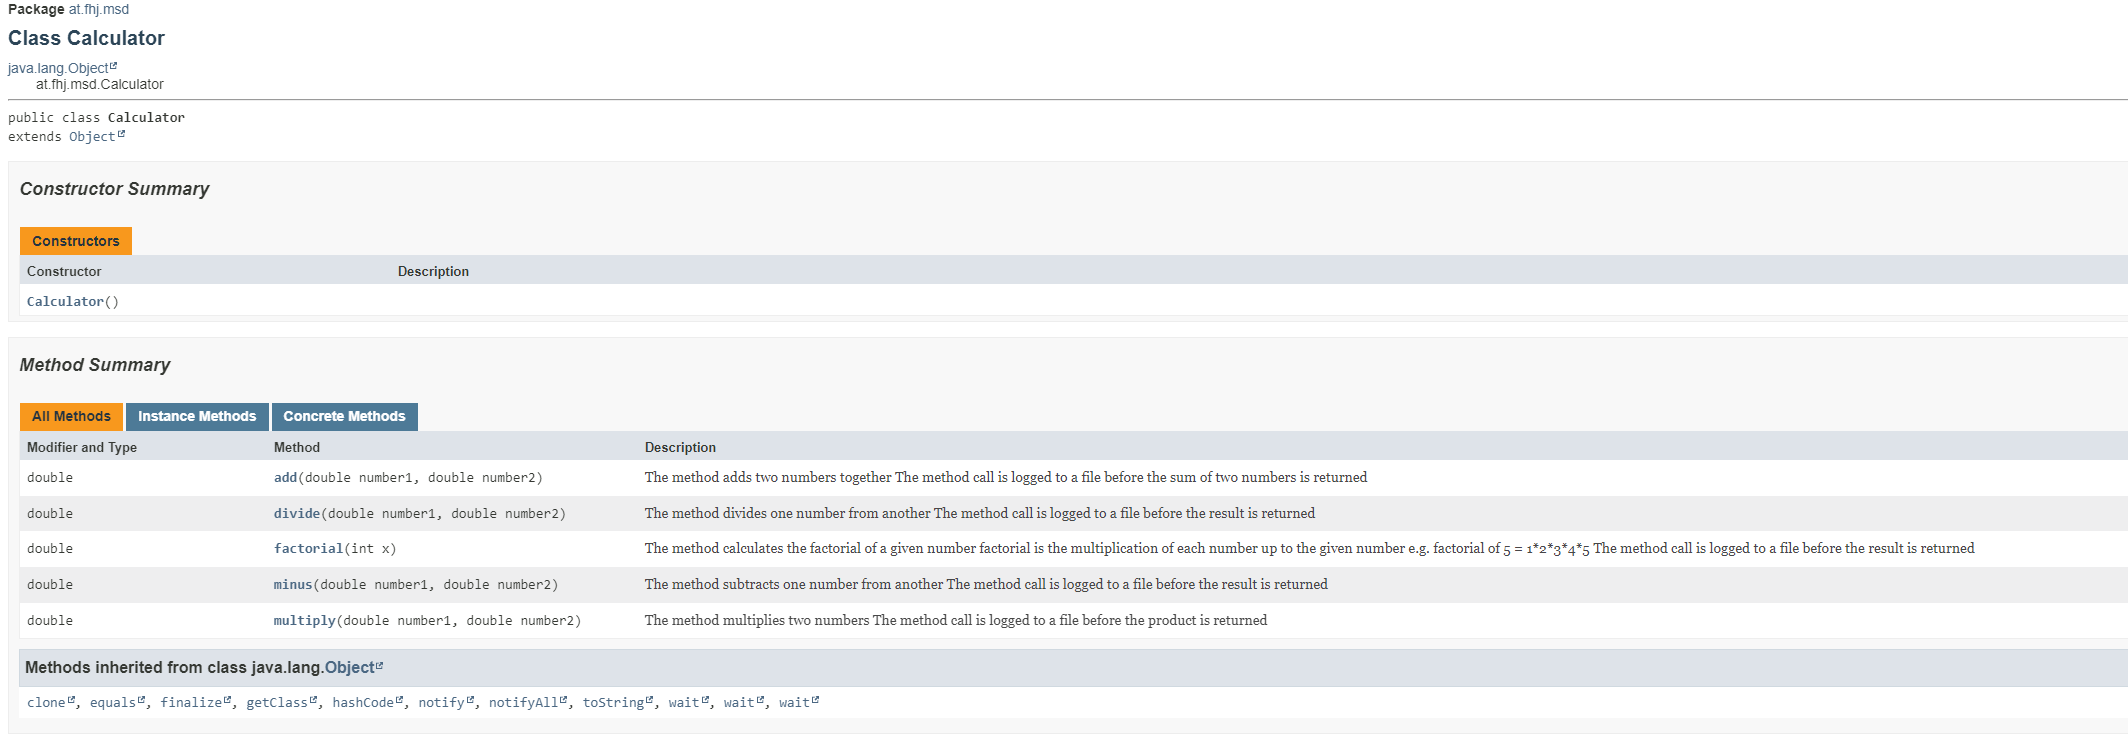 Package at.fhj.msd
Class Calculator
java.lang.Object
at.fhj.msd.Calculator
public class Calculator
extends Object
Constructor Summary
Constructors
Constructor Description
Calculator()
Method Summary
All Methods Instance Methods Concrete Methods
Modifier and Type Method Description
double add(double number1, double number2) The method adds two numbers together The method call is logged to a file before the sum of two numbers is returned
double divide(double number1, double number2) The method divides one number from another The method call is logged to a file before the result is returned
double factorial(int x) The method calculates the factorial of a given number factorial is the multiplication of each number up to the given number e.g. factorial of 5 = 1*2*3*4*5 The method call is logged to a file before the result is returned
double minus(double number1, double number2) The method subtracts one number from another The method call is logged to a file before the result is returned
double multiply(double number1, double number2) The method multiplies two numbers The method call is logged to a file before the product is returned
Methods inherited from class java.lang.Object
clone, equals, finalize, getClass, hashCode, notify, notifyAll, toString, wait, wait, wait